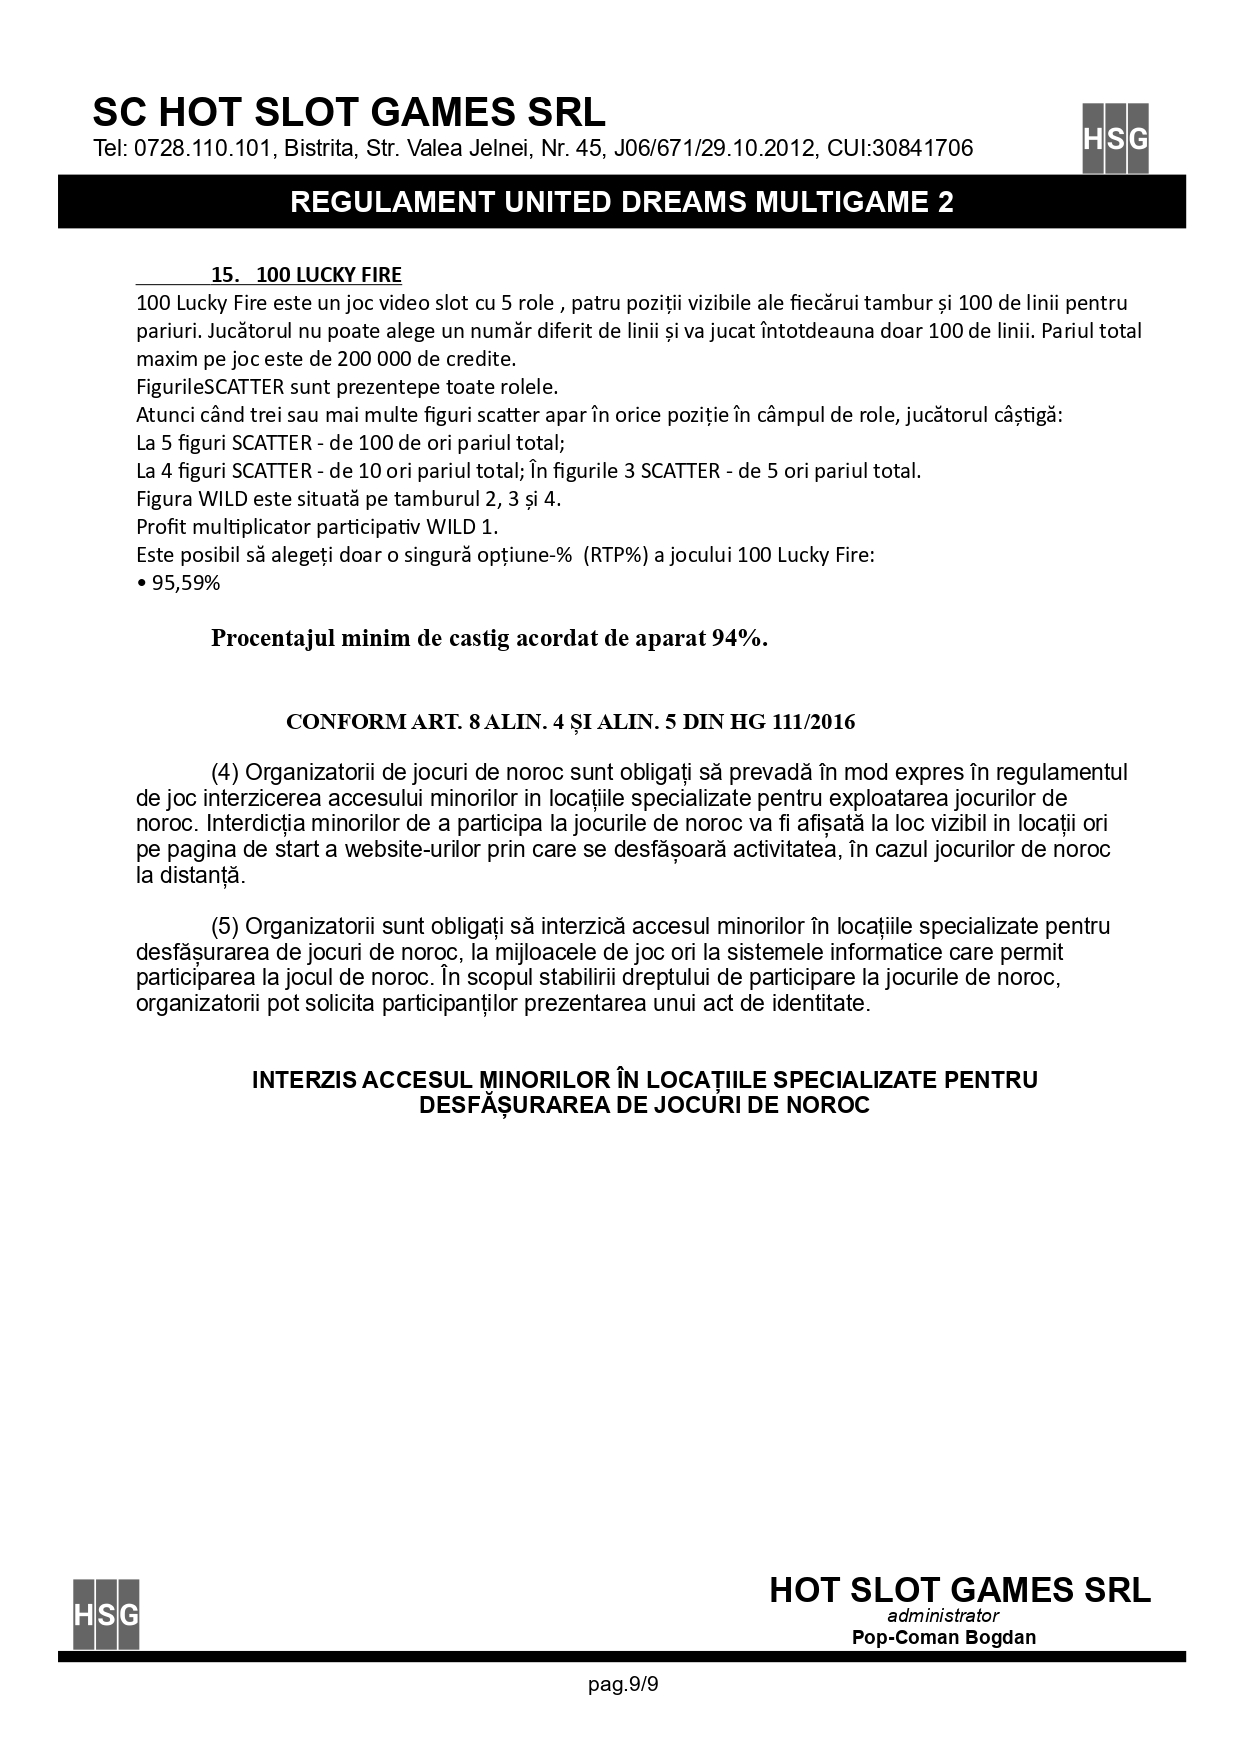 SC HOT SLOT GAMES SRL
Tel: 0728.110.101, Bistrita, Str. Valea Jelnei, Nr. 45, J06/671/29.10.2012, CUI:30841706
HSG
REGULAMENT UNITED DREAMS MULTIGAME 2
15. 100 LUCKY FIRE
100 Lucky Fire este un joc video slot cu 5 role , patru poziții vizibile ale fiecărui tambur și 100 de linii pentru
pariuri. Jucătorul nu poate alege un număr diferit de linii și va jucat întotdeauna doar 100 de linii. Pariul total
maxim pe joc este de 200 000 de credite.
FigurileSCATTER sunt prezentepe toate rolele.
Atunci când trei sau mai multe figuri scatter apar în orice poziție în câmpul de role, jucătorul câștigă:
La 5 figuri SCATTER - de 100 de ori pariul total;
La 4 figuri SCATTER - de 10 ori pariul total; În figurile 3 SCATTER - de 5 ori pariul total.
Figura WILD este situată pe tamburul 2, 3 și 4.
Profit multiplicator participativ WILD 1.
Este posibil să alegeți doar o singură opțiune-% (RTP%) a jocului 100 Lucky Fire:
• 95,59%
Procentajul minim de castig acordat de aparat 94%.
CONFORM ART. 8 ALIN. 4 ȘI ALIN. 5 DIN HG 111/2016
(4) Organizatorii de jocuri de noroc sunt obligați să prevadă în mod expres în regulamentul
de joc interzicerea accesului minorilor in locațiile specializate pentru exploatarea jocurilor de
noroc. Interdicția minorilor de a participa la jocurile de noroc va fi afișată la loc vizibil in locații ori
pe pagina de start a website-urilor prin care se desfășoară activitatea, în cazul jocurilor de noroc
la distanță.
(5) Organizatorii sunt obligați să interzică accesul minorilor în locațiile specializate pentru
desfășurarea de jocuri de noroc, la mijloacele de joc ori la sistemele informatice care permit
participarea la jocul de noroc. În scopul stabilirii dreptului de participare la jocurile de noroc,
organizatorii pot solicita participanților prezentarea unui act de identitate.
INTERZIS ACCESUL MINORILOR ÎN LOCAȚIILE SPECIALIZATE PENTRU
DESFĂȘURAREA DE JOCURI DE NOROC
HSG
HOT SLOT GAMES SRL
administrator
Pop-Coman Bogdan
pag.9/9